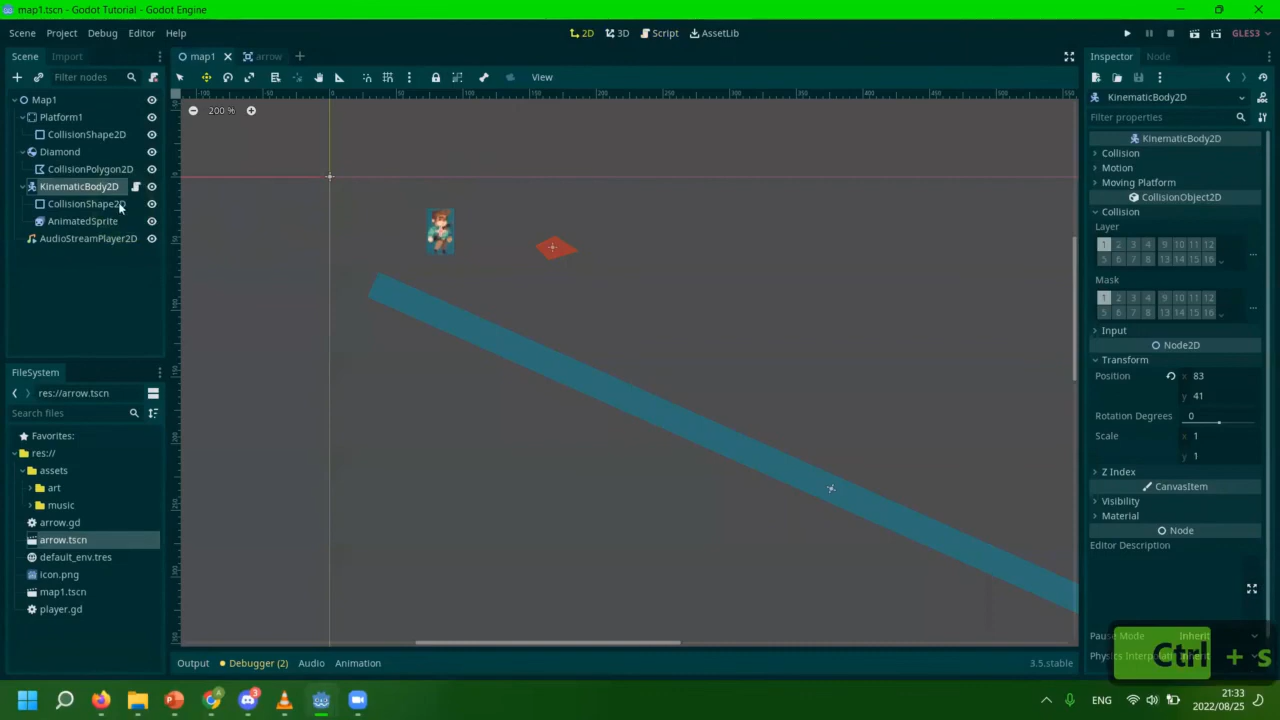 map1.tscn - Godot Tutorial - Godot Engine
Scene Project Debug Editor Help
2D 3D Script AssetLib
GLES3
Scene Import
map1 arrow
Inspector Node
Filter nodes
View
Map1
Platform1
CollisionShape2D
Diamond
CollisionPolygon2D
KinematicBody2D
CollisionShape2D
AnimatedSprite
AudioStreamPlayer2D
200 %
KinematicBody2D
Filter properties
KinematicBody2D
Collision
Motion
Moving Platform
CollisionObject2D
Collision
Layer
1 2 3 4 9 10 11 12
5 6 7 8 13 14 15 16
Mask
1 2 3 4 9 10 11 12
5 6 7 8 13 14 15 16
Input
Node2D
Transform
Position x 83
y 41
Rotation Degrees 0
Scale x 1
y 1
Z Index
CanvasItem
Visibility
Material
Node
Editor Description
Pause Mode Inherit
Ctrl + s
FileSystem
res://arrow.tscn
Search files
Favorites:
res://
assets
art
music
arrow.gd
arrow.tscn
default_env.tres
icon.png
map1.tscn
player.gd
Output Debugger (2) Audio Animation
3.5.stable
ENG
21:33
2022/08/25